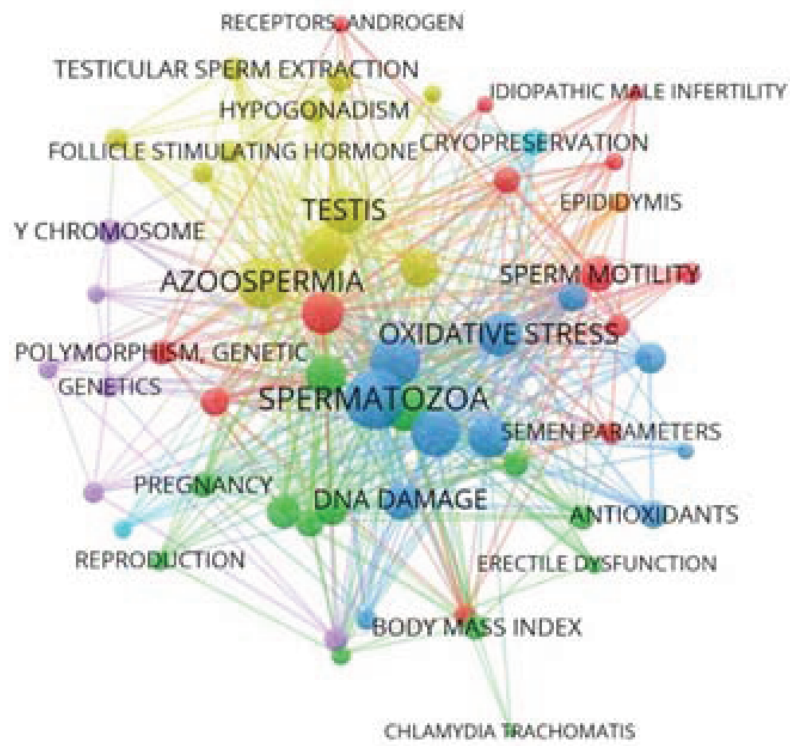 RECEPTORS, ANDROGEN
TESTICULAR SPERM EXTRACTION
IDIOPATHIC MALE INFERTILITY
HYPOGONADISM
CRYOPRESERVATION
FOLLICLE STIMULATING HORMONE
EPIDIDYMIS
TESTIS
Y CHROMOSOME
SPERM MOTILITY
AZOOSPERMIA
OXIDATIVE STRESS
POLYMORPHISM, GENETIC
GENETICS
SPERMATOZOA
SEMEN PARAMETERS
PREGNANCY
DNA DAMAGE
ANTIOXIDANTS
REPRODUCTION
ERECTILE DYSFUNCTION
BODY MASS INDEX
CHLAMYDIA TRACHOMATIS